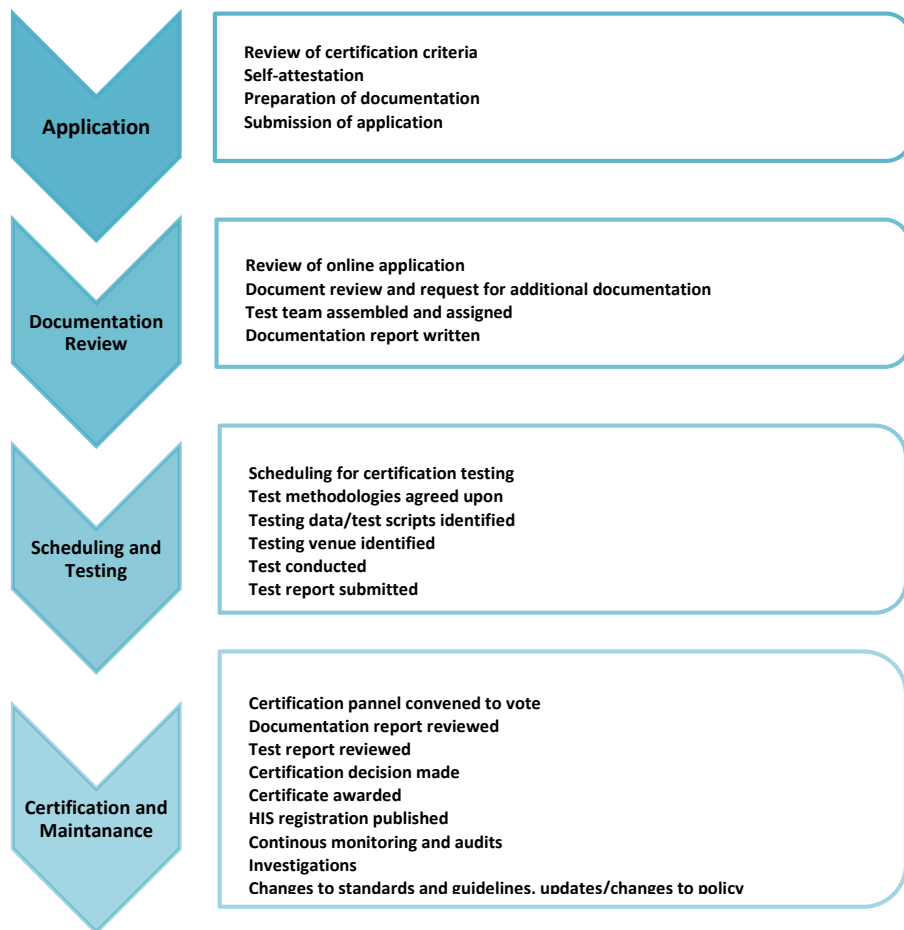 Application
Review of certification criteria
Self-attestation
Preparation of documentation
Submission of application
Documentation
Review
Review of online application
Document review and request for additional documentation
Test team assembled and assigned
Documentation report written
Scheduling and
Testing
Scheduling for certification testing
Test methodologies agreed upon
Testing data/test scripts identified
Testing venue identified
Test conducted
Test report submitted
Certification and
Maintanance
Certification pannel convened to vote
Documentation report reviewed
Test report reviewed
Certification decision made
Certificate awarded
HIS registration published
Continous monitoring and audits
Investigations
Changes to standards and guidelines, updates/changes to policy